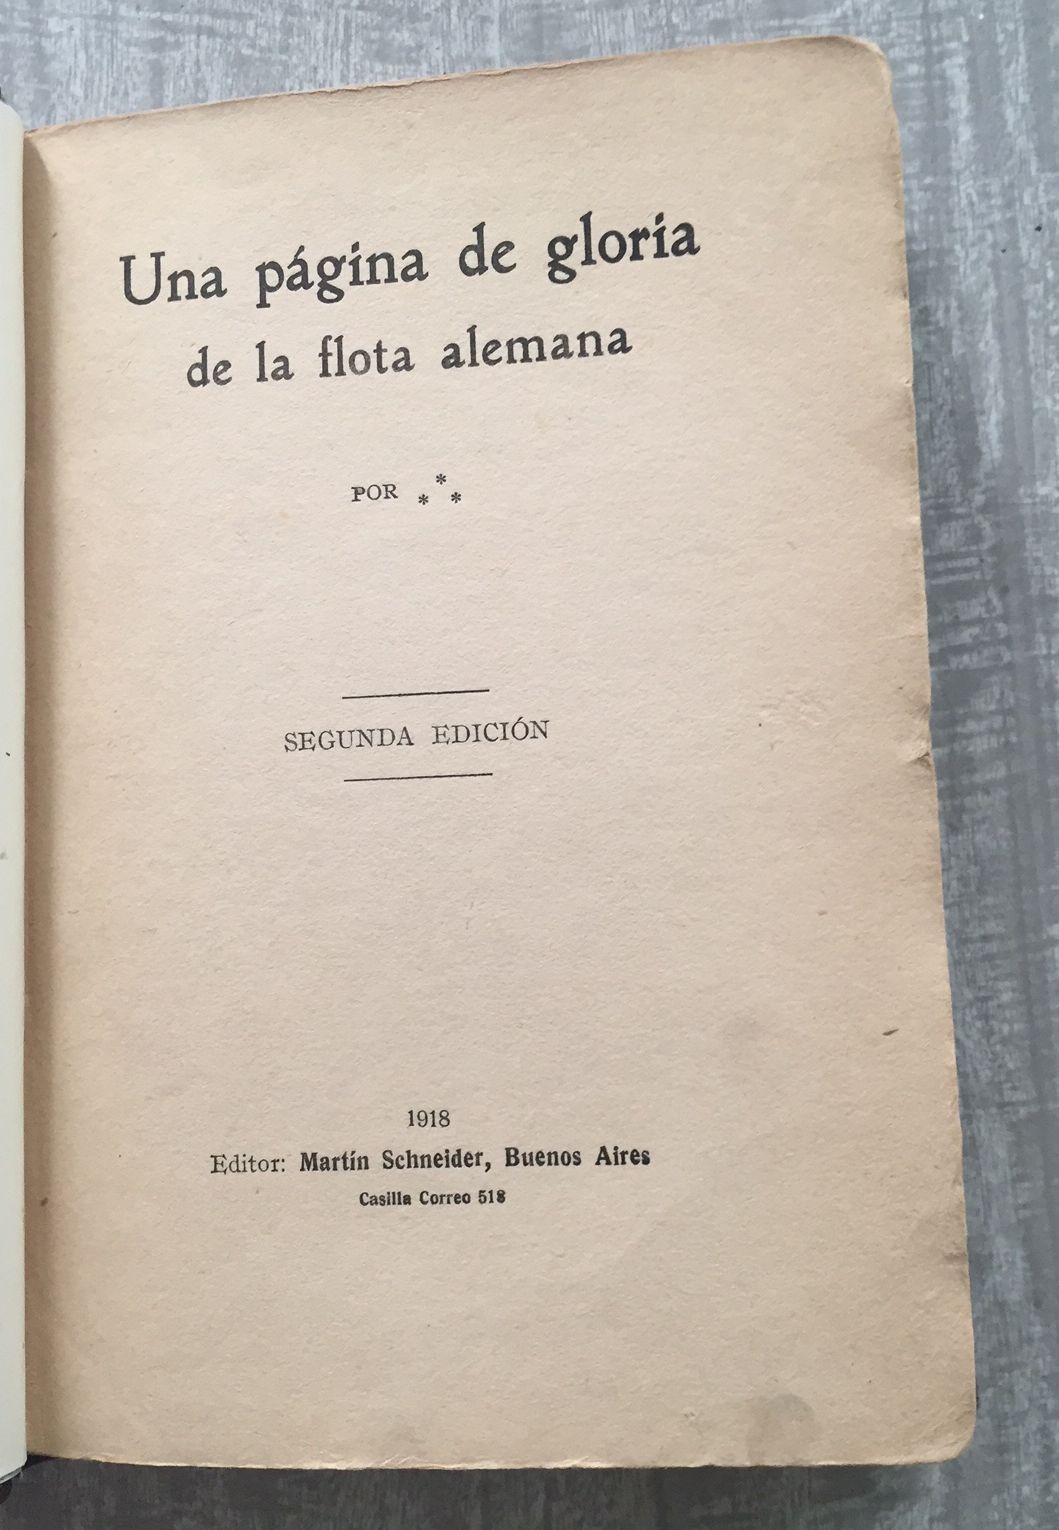 Una página de gloria
de la flota alemana
POR ⁂
SEGUNDA EDICIÓN
1918
Editor: Martín Schneider, Buenos Aires
Casilla Correo 518